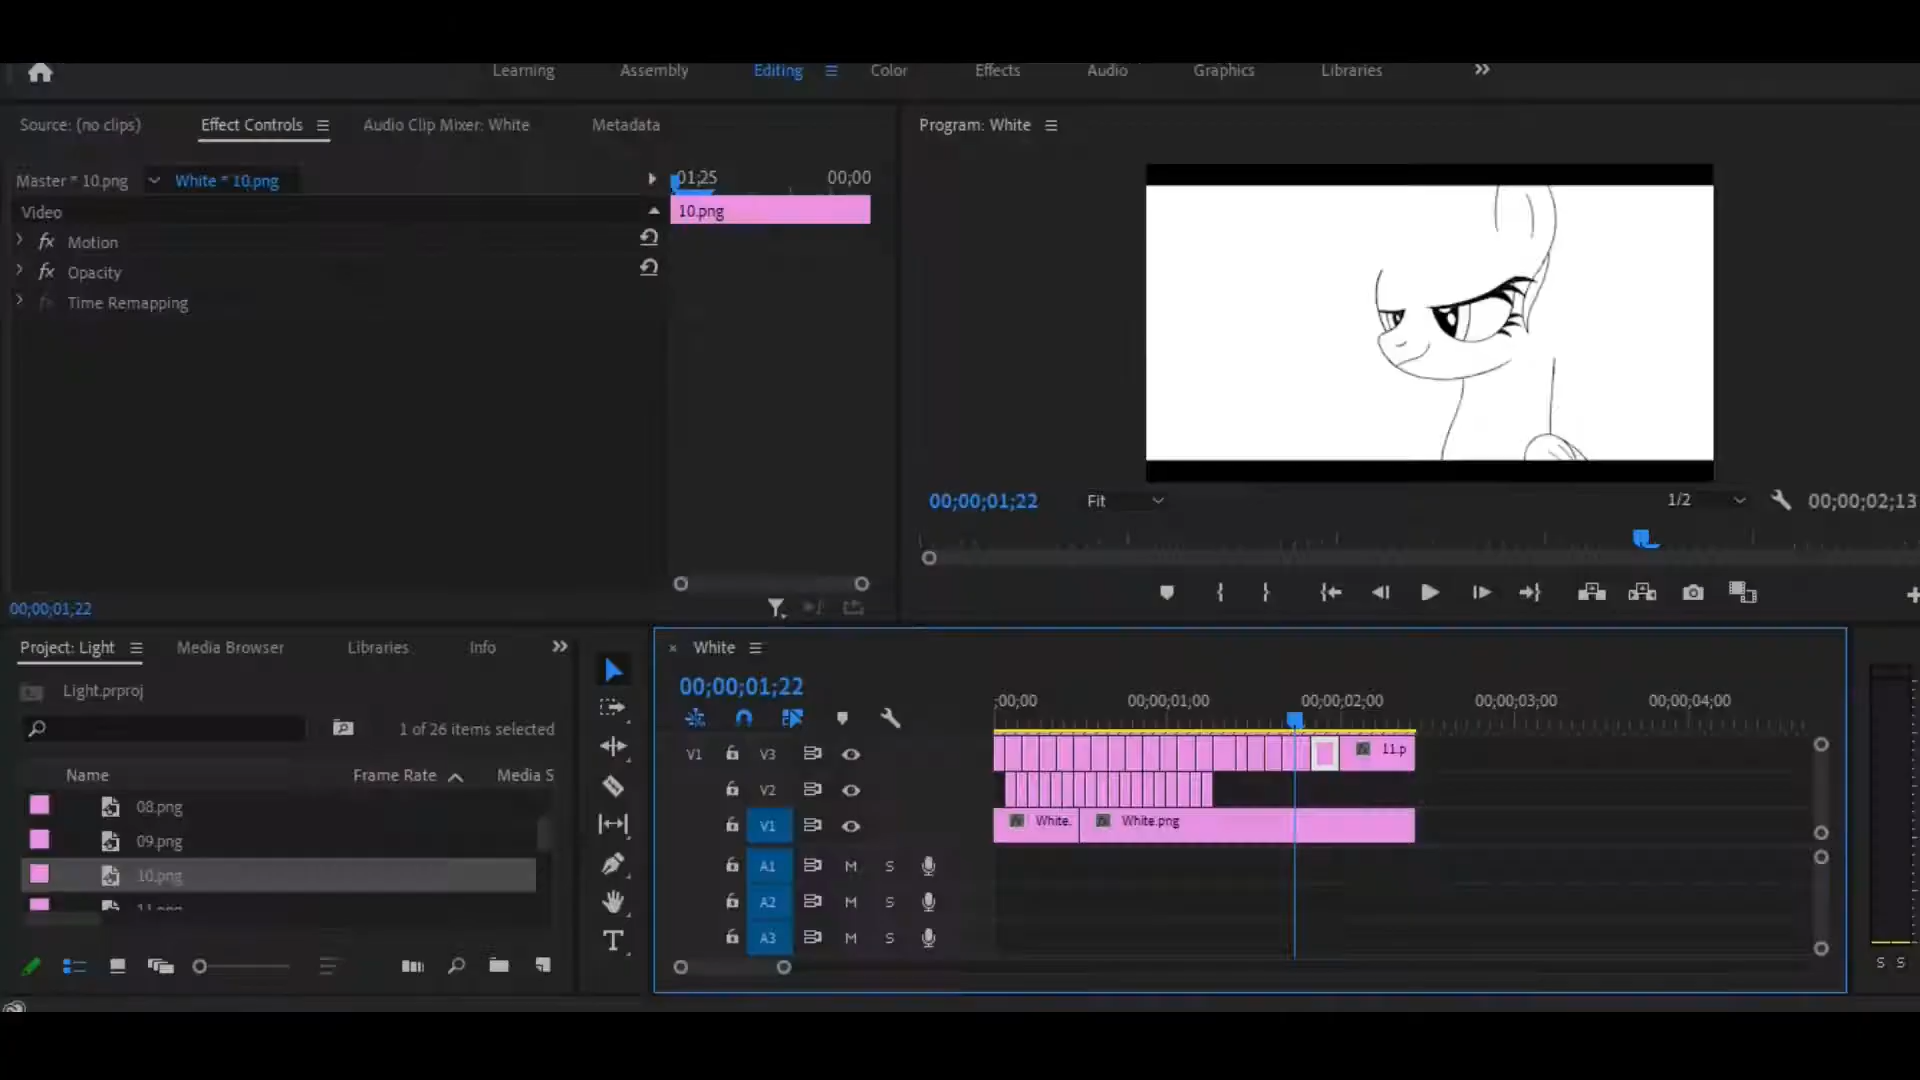 Learning Assembly Editing Color Effects Audio Graphics Libraries
Source: (no clips) Effect Controls Audio Clip Mixer: White Metadata
Program: White
Master * 10.png White * 10.png
01;25 00;00
Video
10.png
fx Motion
fx Opacity
Time Remapping
00;00;01;22 Fit 1/2 00;00;02;13
00;00;01;22
Project: Light Media Browser Libraries Info
White
Light.prproj
00;00;01;22
1 of 26 items selected
;00;00 00;00;01;00 00;00;02;00 00;00;03;00 00;00;04;00
Name Frame Rate Media S
08.png
09.png
10.png
V1 V3 11.p
V2
V1 White. White.png
A1 M S
A2 M S
A3 M S
S S